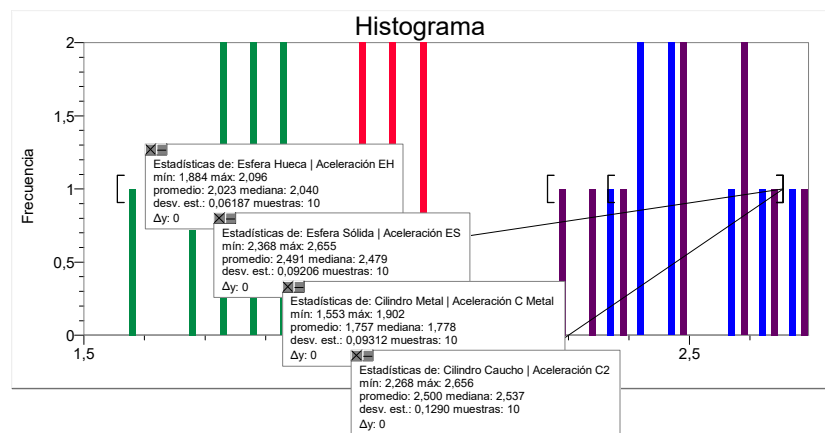 Histograma
Frecuencia
2
1,5
1
0,5
0
1,5
2,5
Estadísticas de: Esfera Hueca | Aceleración EH
mín: 1,884 máx: 2,096
promedio: 2,023 mediana: 2,040
desv. est.: 0,06187 muestras: 10
Δy: 0
Estadísticas de: Esfera Sólida | Aceleración ES
mín: 2,368 máx: 2,655
promedio: 2,491 mediana: 2,479
desv. est.: 0,09206 muestras: 10
Δy: 0
Estadísticas de: Cilindro Metal | Aceleración C Metal
mín: 1,553 máx: 1,902
promedio: 1,757 mediana: 1,778
desv. est.: 0,09312 muestras: 10
Δy: 0
Estadísticas de: Cilindro Caucho | Aceleración C2
mín: 2,268 máx: 2,656
promedio: 2,500 mediana: 2,537
desv. est.: 0,1290 muestras: 10
Δy: 0